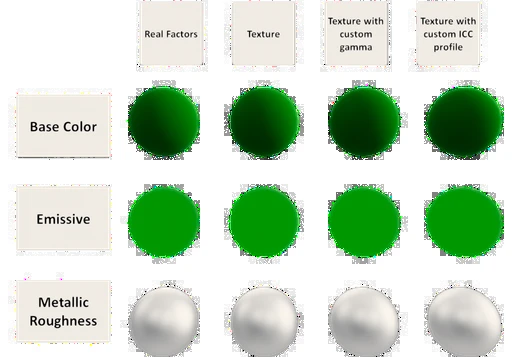 Real Factors
Texture
Texture with
custom
gamma
Texture with
custom ICC
profile
Base Color
Emissive
Metallic
Roughness